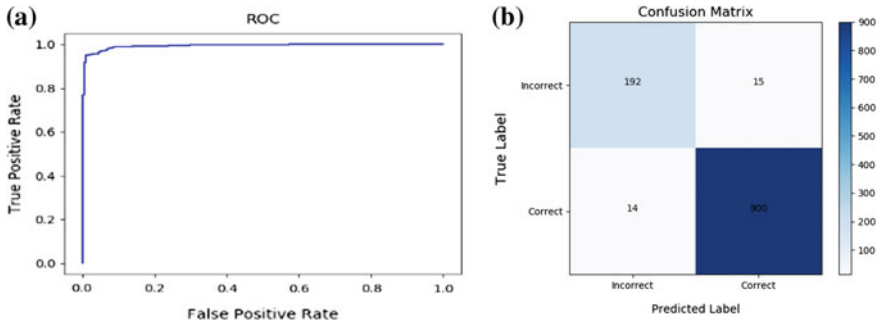 (a)
ROC
1.0
0.8
0.6
0.4
0.2
0.0
True Positive Rate
0.0 0.2 0.4 0.6 0.8 1.0
False Positive Rate
(b)
Confusion Matrix
Incorrect
Correct
True Label
192 15
14 900
Incorrect Correct
Predicted Label
900
800
700
600
500
400
300
200
100